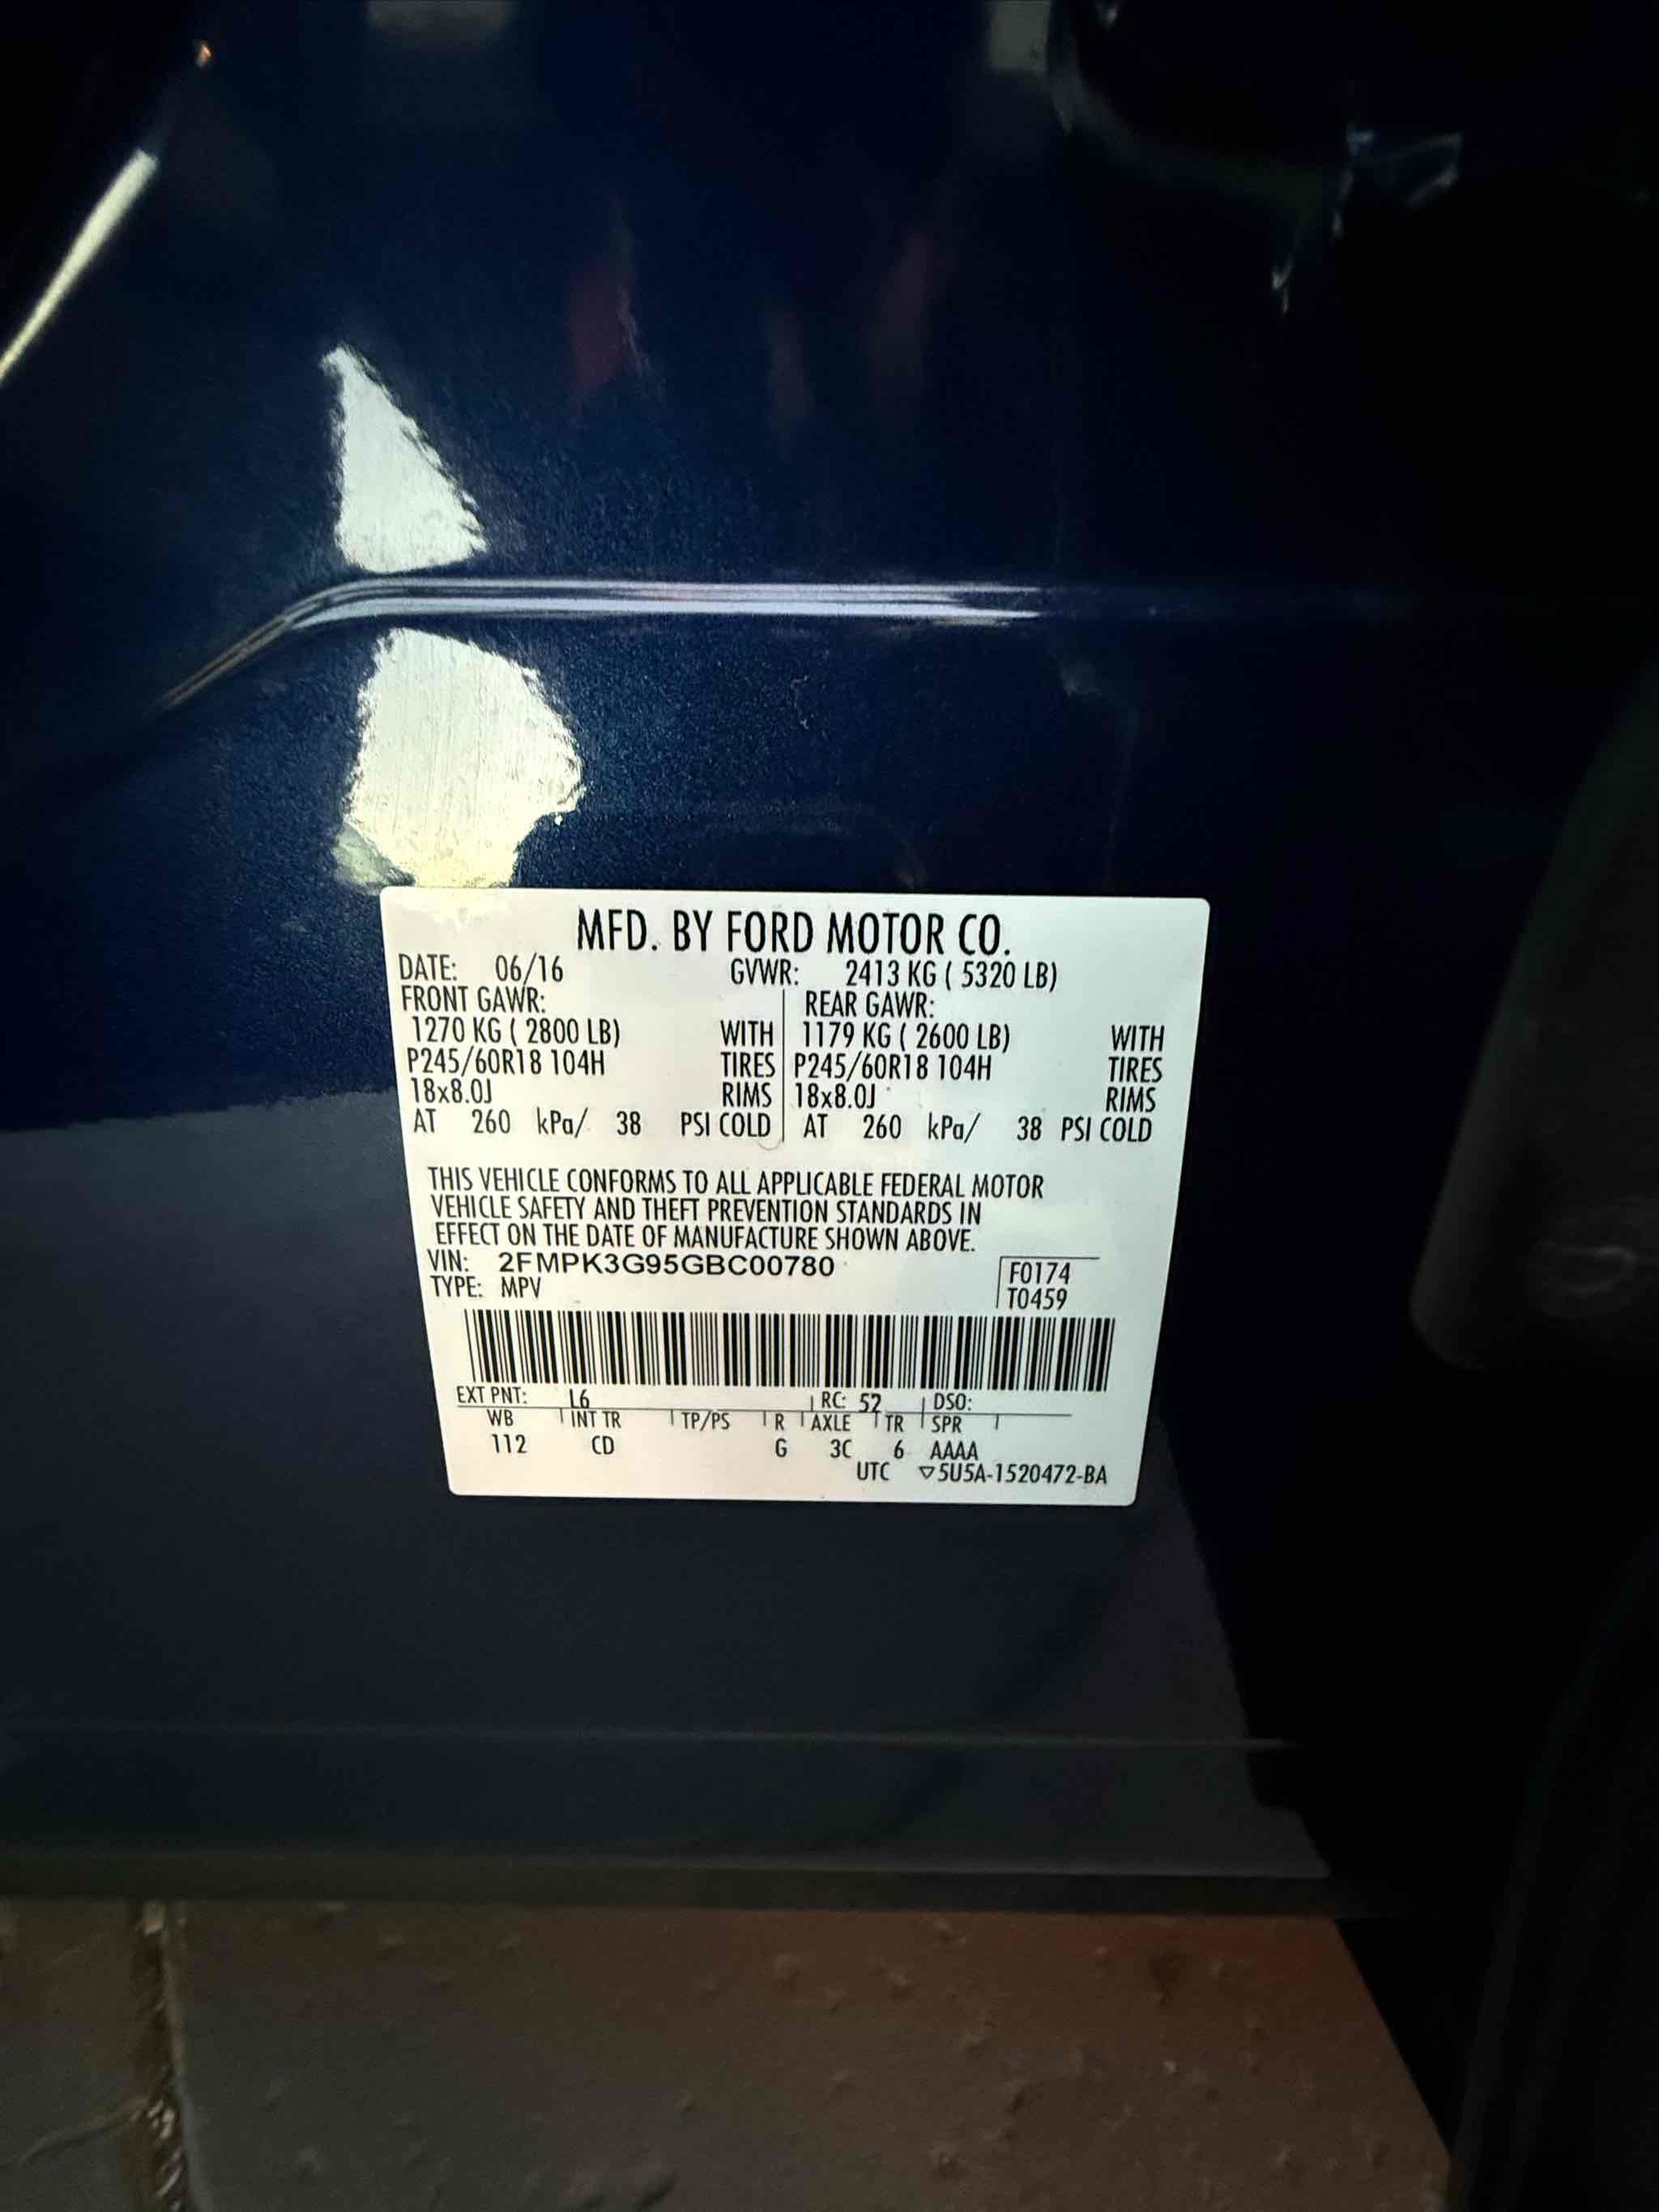 MFD. BY FORD MOTOR CO.
DATE: 06/16 GVWR: 2413 KG ( 5320 LB)
FRONT GAWR: REAR GAWR:
1270 KG ( 2800 LB) WITH 1179 KG ( 2600 LB) WITH
P245/60R18 104H TIRES P245/60R18 104H TIRES
18x8.0J RIMS 18x8.0J RIMS
AT 260 kPa/ 38 PSI COLD AT 260 kPa/ 38 PSI COLD
THIS VEHICLE CONFORMS TO ALL APPLICABLE FEDERAL MOTOR
VEHICLE SAFETY AND THEFT PREVENTION STANDARDS IN
EFFECT ON THE DATE OF MANUFACTURE SHOWN ABOVE.
VIN: 2FMPK3G95GBC00780 F0174
TYPE: MPV T0459
EXT PNT: L6 RC: 52 DSO:
WB INT TR TP/PS R AXLE TR SPR
112 CD G 3C 6 AAAA
UTC ▽5U5A-1520472-BA